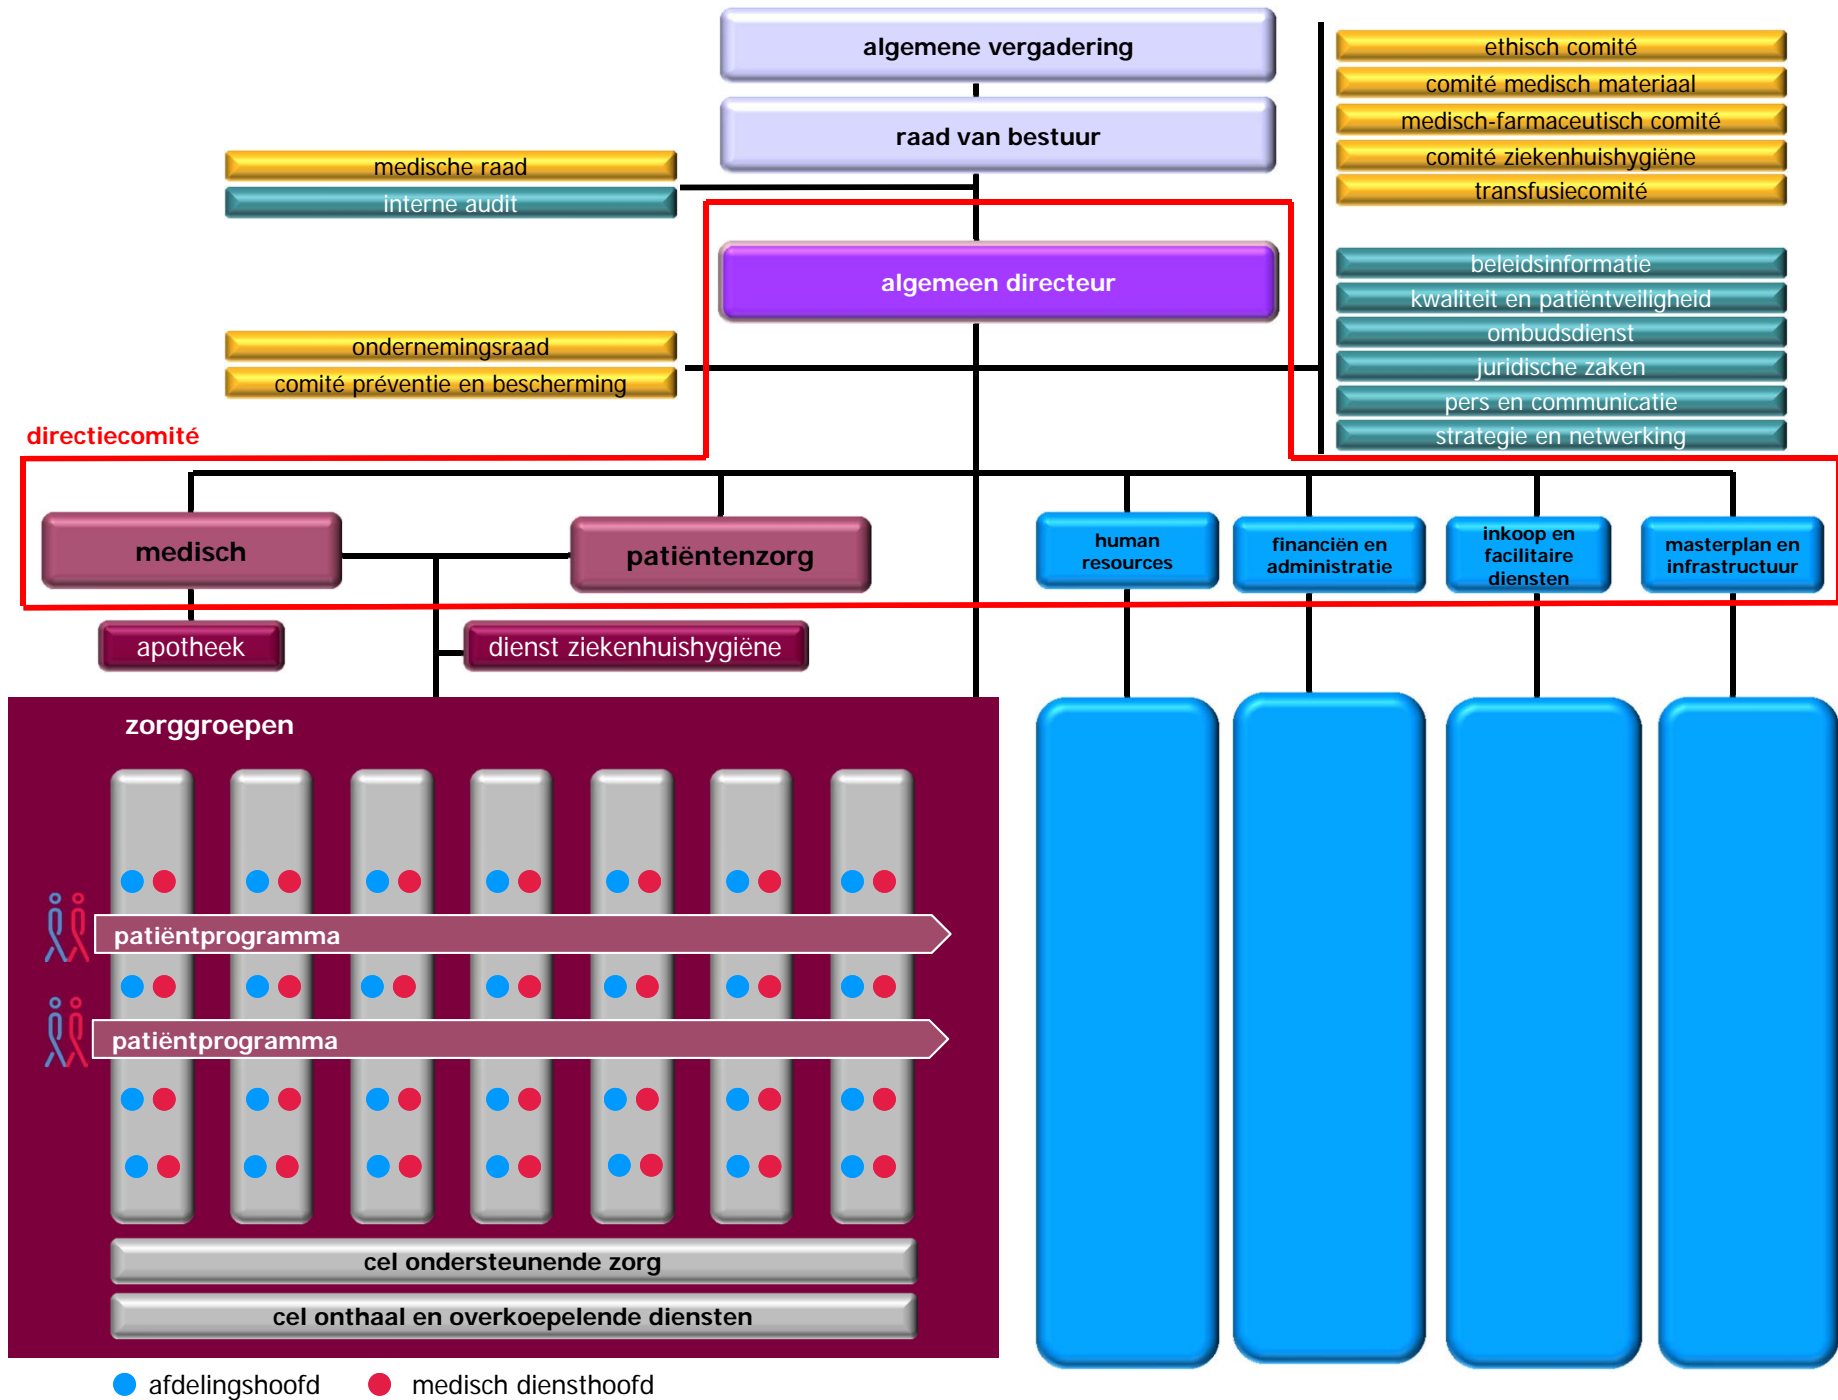 algemene vergadering
raad van bestuur
medische raad
interne audit
ethisch comité
comité medisch materiaal
medisch-farmaceutisch comité
comité ziekenhuishygiëne
transfusiecomité
algemeen directeur
beleidsinformatie
kwaliteit en patiëntveiligheid
ombudsdienst
juridische zaken
pers en communicatie
strategie en netwerking
ondernemingsraad
comité préventie en bescherming
directiecomité
medisch
patiëntenzorg
human
resources
financiën en
administratie
inkoop en
facilitaire
diensten
masterplan en
infrastructuur
apotheek
dienst ziekenhuishygiëne
zorggroepen
patiëntprogramma
patiëntprogramma
cel ondersteunende zorg
cel onthaal en overkoepelende diensten
afdelingshoofd
medisch diensthoofd